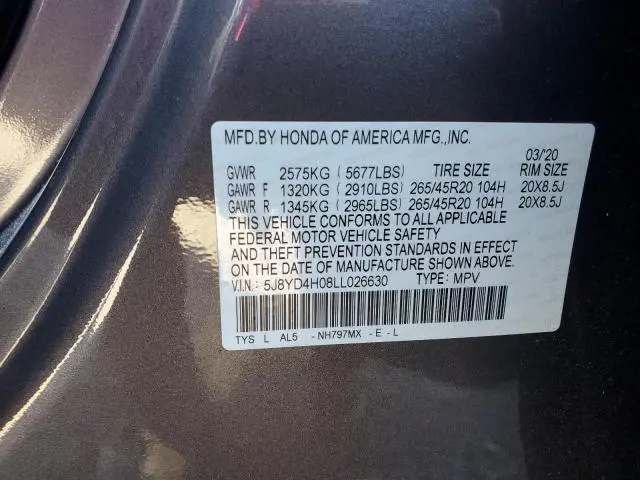 MFD.BY HONDA OF AMERICA MFG.,INC.
03/20
GVWR 2575KG ( 5677LBS) TIRE SIZE RIM SIZE
GAWR F 1320KG ( 2910LBS) 265/45R20 104H 20X8.5J
GAWR R 1345KG ( 2965LBS) 265/45R20 104H 20X8.5J
THIS VEHICLE CONFORMS TO ALL APPLICABLE
FEDERAL MOTOR VEHICLE SAFETY
AND THEFT PREVENTION STANDARDS IN EFFECT
ON THE DATE OF MANUFACTURE SHOWN ABOVE.
V.I.N.: 5J8YD4H08LL026630 TYPE: MPV
TYS L AL5 -NH797MX -E-L